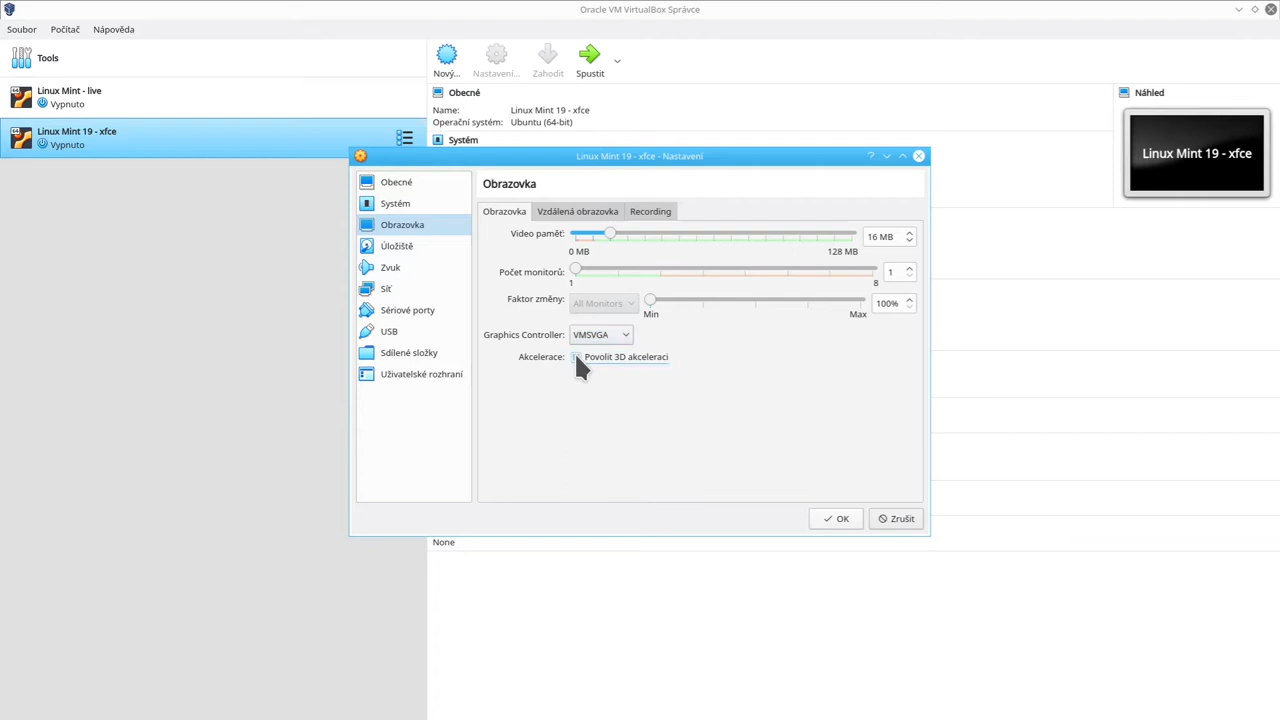 Oracle VM VirtualBox Správce
Soubor Počítač Nápověda
Tools
Linux Mint - live
Vypnuto
Linux Mint 19 - xfce
Vypnuto
Nový... Nastavení... Zahodit Spustit
Obecné
Name: Linux Mint 19 - xfce
Operační systém: Ubuntu (64-bit)
Systém
Náhled
Linux Mint 19 - xfce
Linux Mint 19 - xfce - Nastavení
Obecné
Systém
Obrazovka
Úložiště
Zvuk
Síť
Sériové porty
USB
Sdílené složky
Uživatelské rozhraní
Obrazovka
Obrazovka Vzdálená obrazovka Recording
Video paměť: 16 MB
0 MB 128 MB
Počet monitorů: 1
1 8
Faktor změny: All Monitors 100%
Min Max
Graphics Controller: VMSVGA
Akcelerace: Povolit 3D akceleraci
OK Zrušit
None